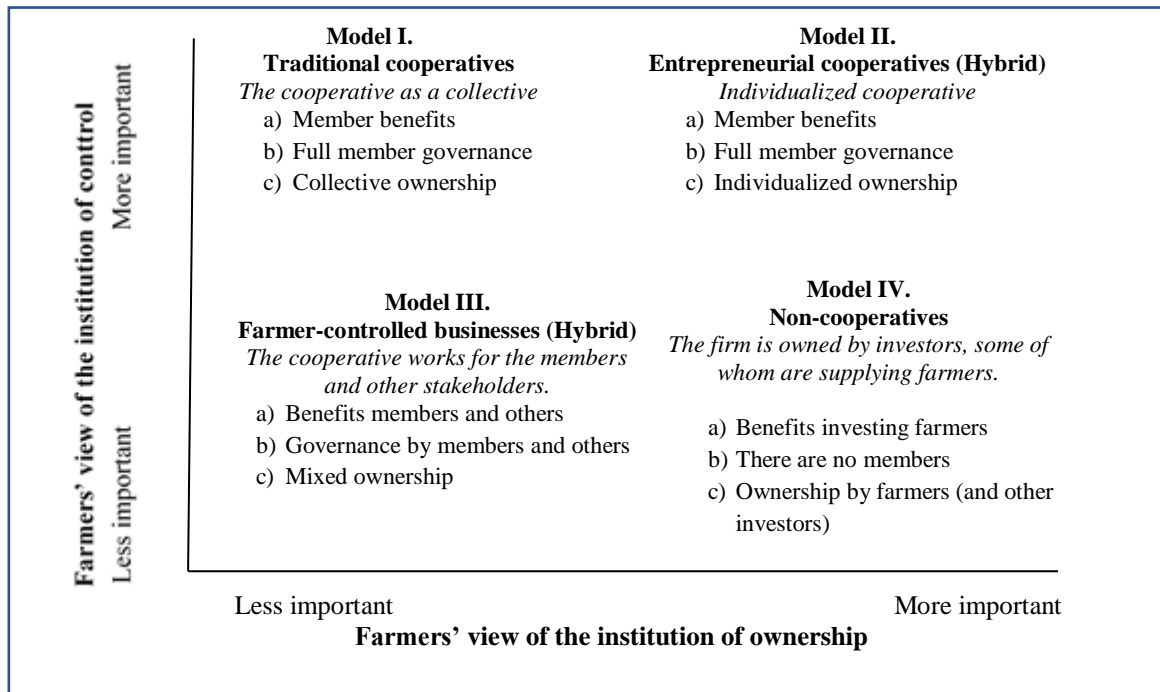 Model I.
Traditional cooperatives
The cooperative as a collective
a) Member benefits
b) Full member governance
c) Collective ownership
Model II.
Entrepreneurial cooperatives (Hybrid)
Individualized cooperative
a) Member benefits
b) Full member governance
c) Individualized ownership
Model III.
Farmer-controlled businesses (Hybrid)
The cooperative works for the members
and other stakeholders.
a) Benefits members and others
b) Governance by members and others
c) Mixed ownership
Model IV.
Non-cooperatives
The firm is owned by investors, some of
whom are supplying farmers.
a) Benefits investing farmers
b) There are no members
c) Ownership by farmers (and other
investors)
Farmers' view of the institution of conttrol
More important
Less important
Less important
More important
Farmers' view of the institution of ownership